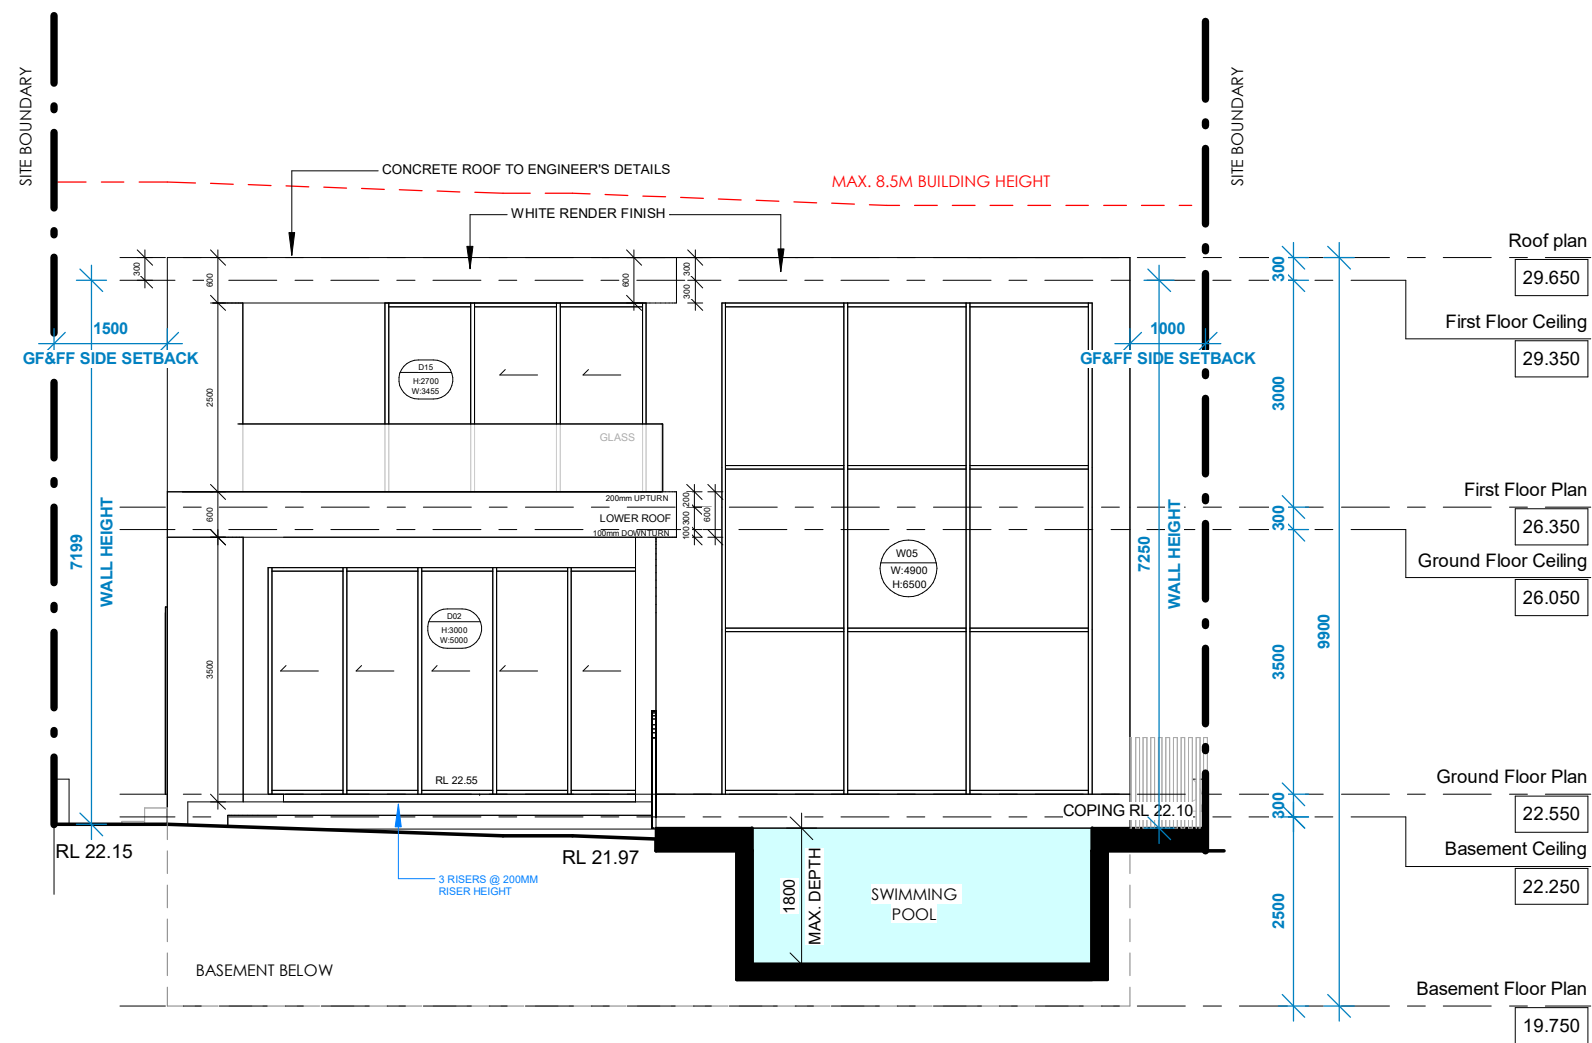 SITE BOUNDARY
SITE BOUNDARY
CONCRETE ROOF TO ENGINEER'S DETAILS
MAX. 8.5M BUILDING HEIGHT
WHITE RENDER FINISH
Roof plan
29.650
First Floor Ceiling
29.350
First Floor Plan
26.350
Ground Floor Ceiling
26.050
Ground Floor Plan
22.550
Basement Ceiling
22.250
Basement Floor Plan
19.750
300
600
600
300
300
300
1500
GF&FF SIDE SETBACK
1000
GF&FF SIDE SETBACK
D15
H:2700
W:3455
2500
3000
GLASS
200mm UPTURN
LOWER ROOF
100mm DOWNTURN
200
300
100
600
600
300
7199
WALL HEIGHT
7250
WALL HEIGHT
W05
W:4900
H:6500
D02
H:3000
W:5000
3500
3500
9900
RL 22.55
COPING RL 22.10
300
RL 22.15
RL 21.97
3 RISERS @ 200MM
RISER HEIGHT
1800
MAX. DEPTH
SWIMMING
POOL
2500
BASEMENT BELOW